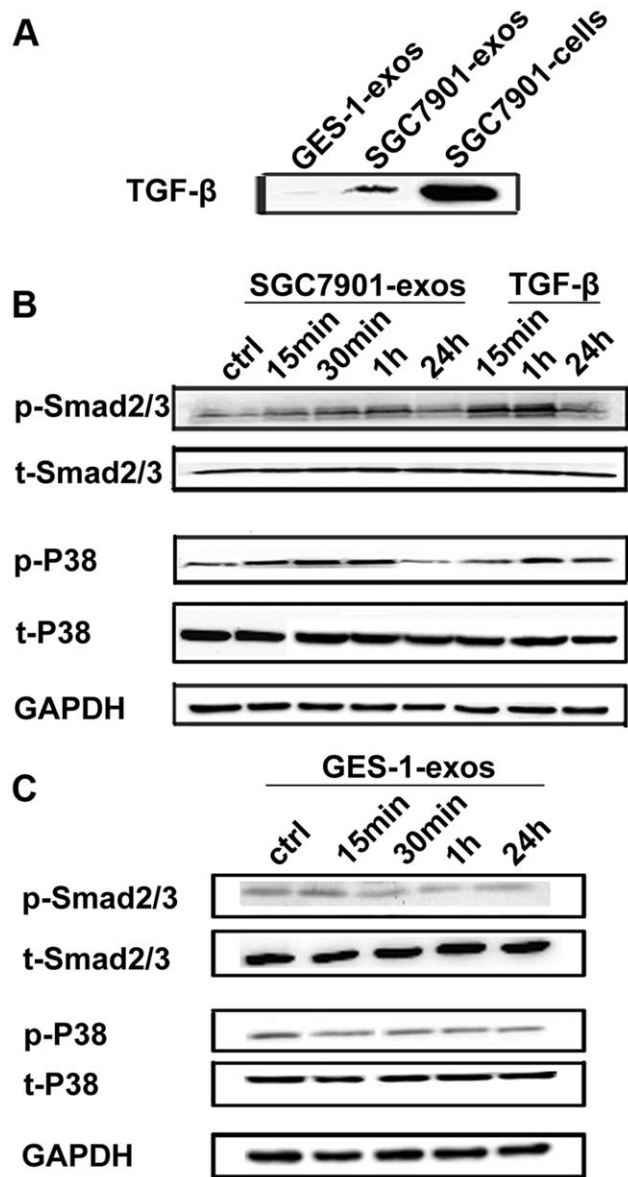 A
GES-1-exos SGC7901-exos SGC7901-cells
TGF-β
B
SGC7901-exos TGF-β
ctrl 15min 30min 1h 24h 15min 1h 24h
p-Smad2/3
t-Smad2/3
p-P38
t-P38
GAPDH
C
GES-1-exos
ctrl 15min 30min 1h 24h
p-Smad2/3
t-Smad2/3
p-P38
t-P38
GAPDH